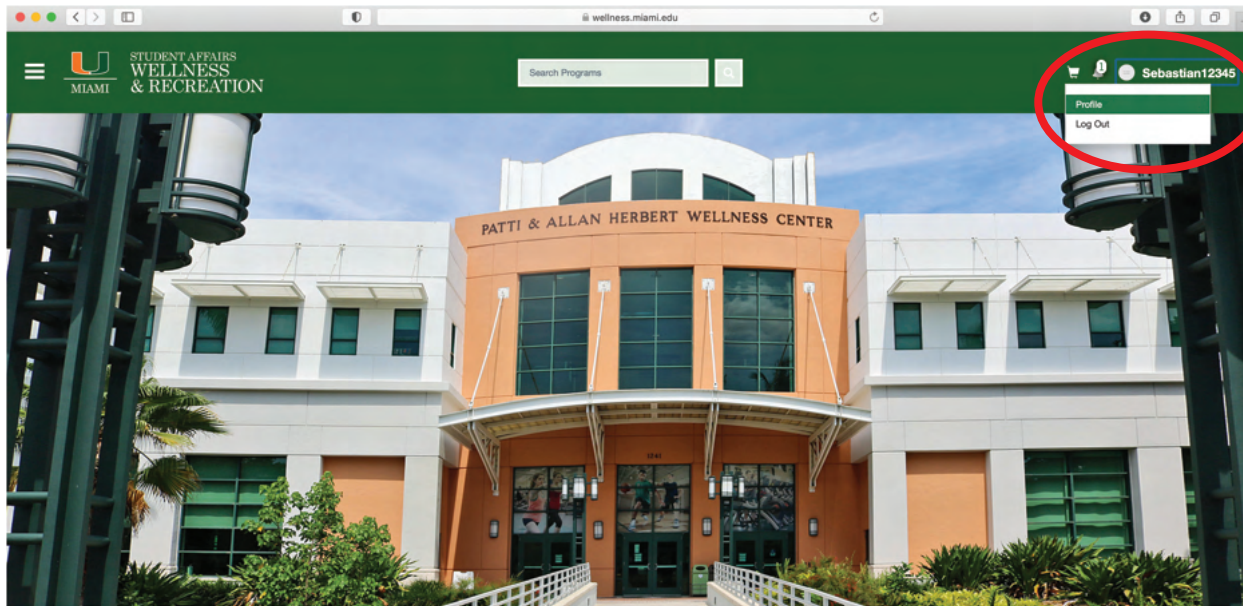 wellness.miami.edu
STUDENT AFFAIRS
WELLNESS
& RECREATION
MIAMI
Search Programs
1
Sebastian12345
Profile
Log Out
PATTI & ALLAN HERBERT WELLNESS CENTER
1241